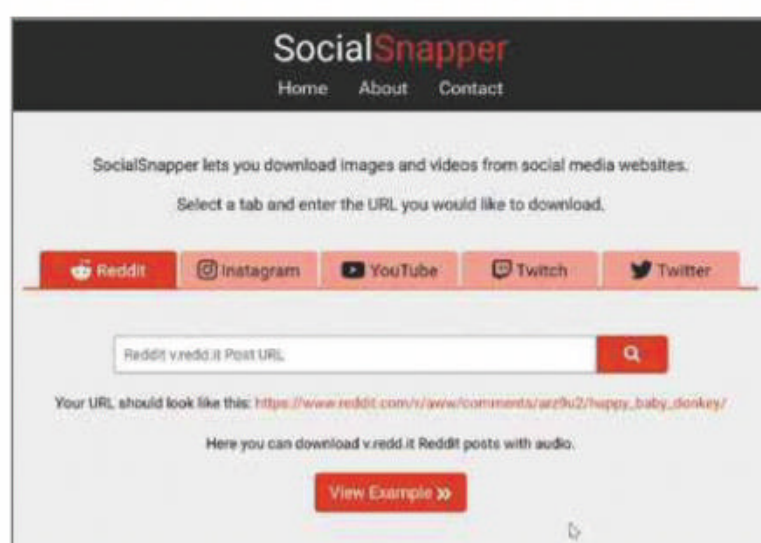 SocialSnapper
Home About Contact
SocialSnapper lets you download images and videos from social media websites.
Select a tab and enter the URL you would like to download.
Reddit Instagram YouTube Twitch Twitter
Reddit v.redd.it Post URL
Your URL should look like this: https://www.reddit.com/r/aww/comments/arz9u2/happy_baby_donkey/
Here you can download v.redd.it Reddit posts with audio.
View Example »